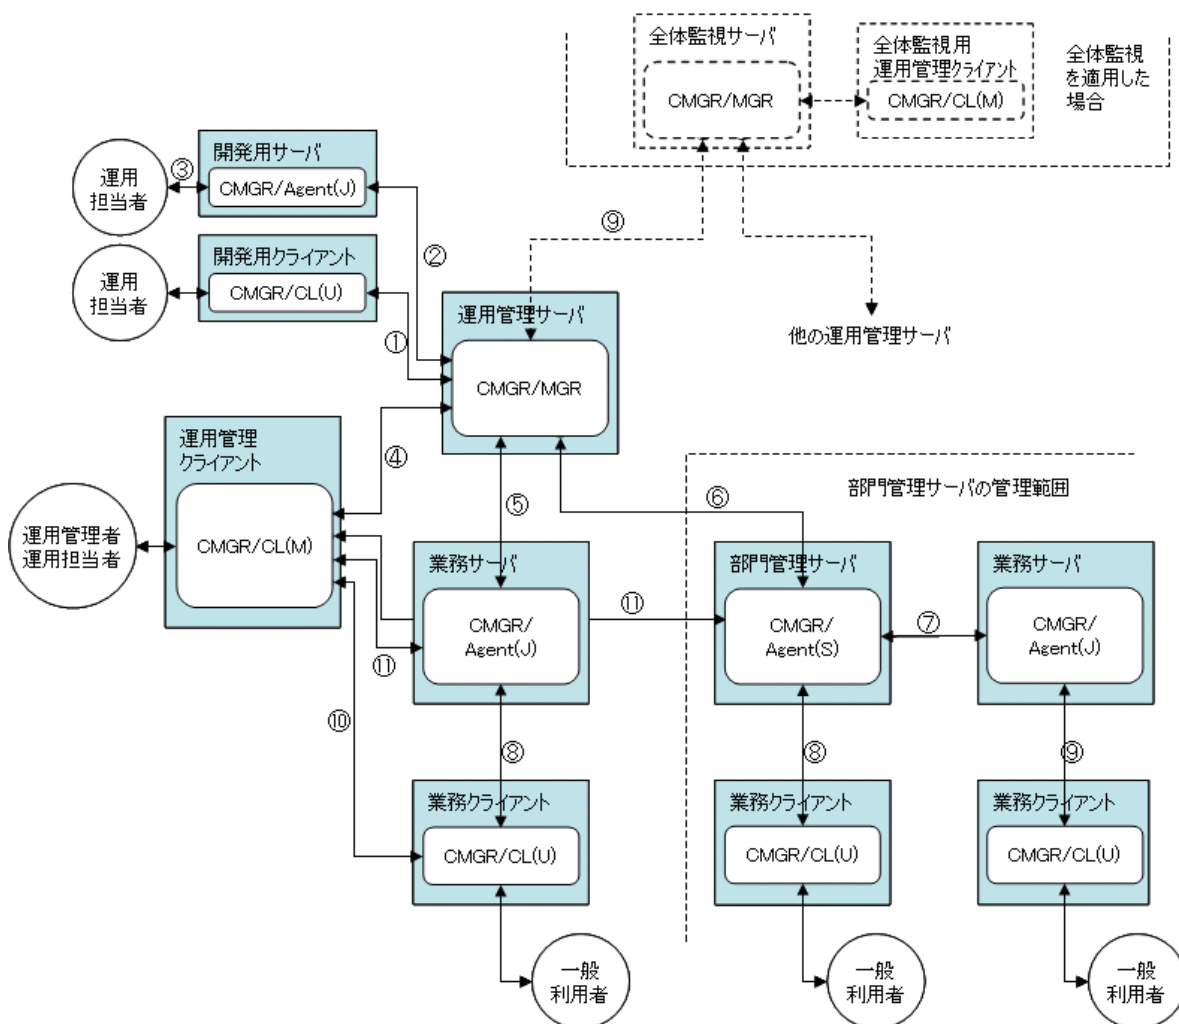 全体監視サーバ
CMGR/MGR
全体監視用
運用管理クライアント
CMGR/CL(M)
全体監視
を適用した
場合
運用
担当者
③
開発用サーバ
CMGR/Agent(J)
②
⑨
運用
担当者
開発用クライアント
CMGR/CL(U)
①
運用管理サーバ
CMGR/MGR
他の運用管理サーバ
運用管理
クライアント
CMGR/CL(M)
④
⑤
⑥
部門管理サーバの管理範囲
運用管理者
運用担当者
業務サーバ
CMGR/
Agent(J)
⑪
⑪
部門管理サーバ
CMGR/
Agent(S)
⑦
業務サーバ
CMGR/
Agent(J)
⑩
⑧
⑧
⑨
業務クライアント
CMGR/CL(U)
業務クライアント
CMGR/CL(U)
業務クライアント
CMGR/CL(U)
一般
利用者
一般
利用者
一般
利用者